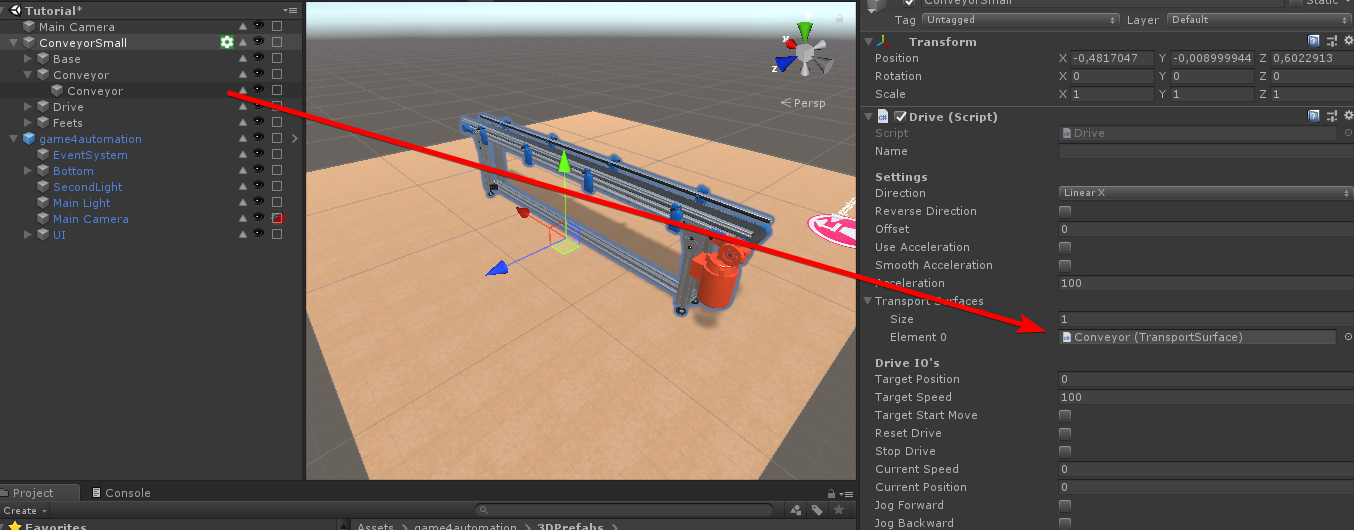 Tutorial*
Main Camera
ConveyorSmall
Base
Conveyor
Conveyor
Drive
Feets
game4automation
EventSystem
Bottom
SecondLight
Main Light
Main Camera
UI
y
z
Persp
ConveyorSmall
Static
Tag Untagged Layer Default
Transform
Position X -0,4817047 Y -0,008999944 Z 0,6022913
Rotation X 0 Y 0 Z 0
Scale X 1 Y 1 Z 1
Drive (Script)
Script Drive
Name
Settings
Direction Linear X
Reverse Direction
Offset 0
Use Acceleration
Smooth Acceleration
Acceleration 100
Transport Surfaces
Size 1
Element 0 Conveyor (TransportSurface)
Drive IO's
Target Position 0
Target Speed 100
Target Start Move
Reset Drive
Stop Drive
Current Speed 0
Current Position 0
Jog Forward
Jog Backward
Project Console
Create
Favorites
Assets > game4automation > 3DPrefabs >